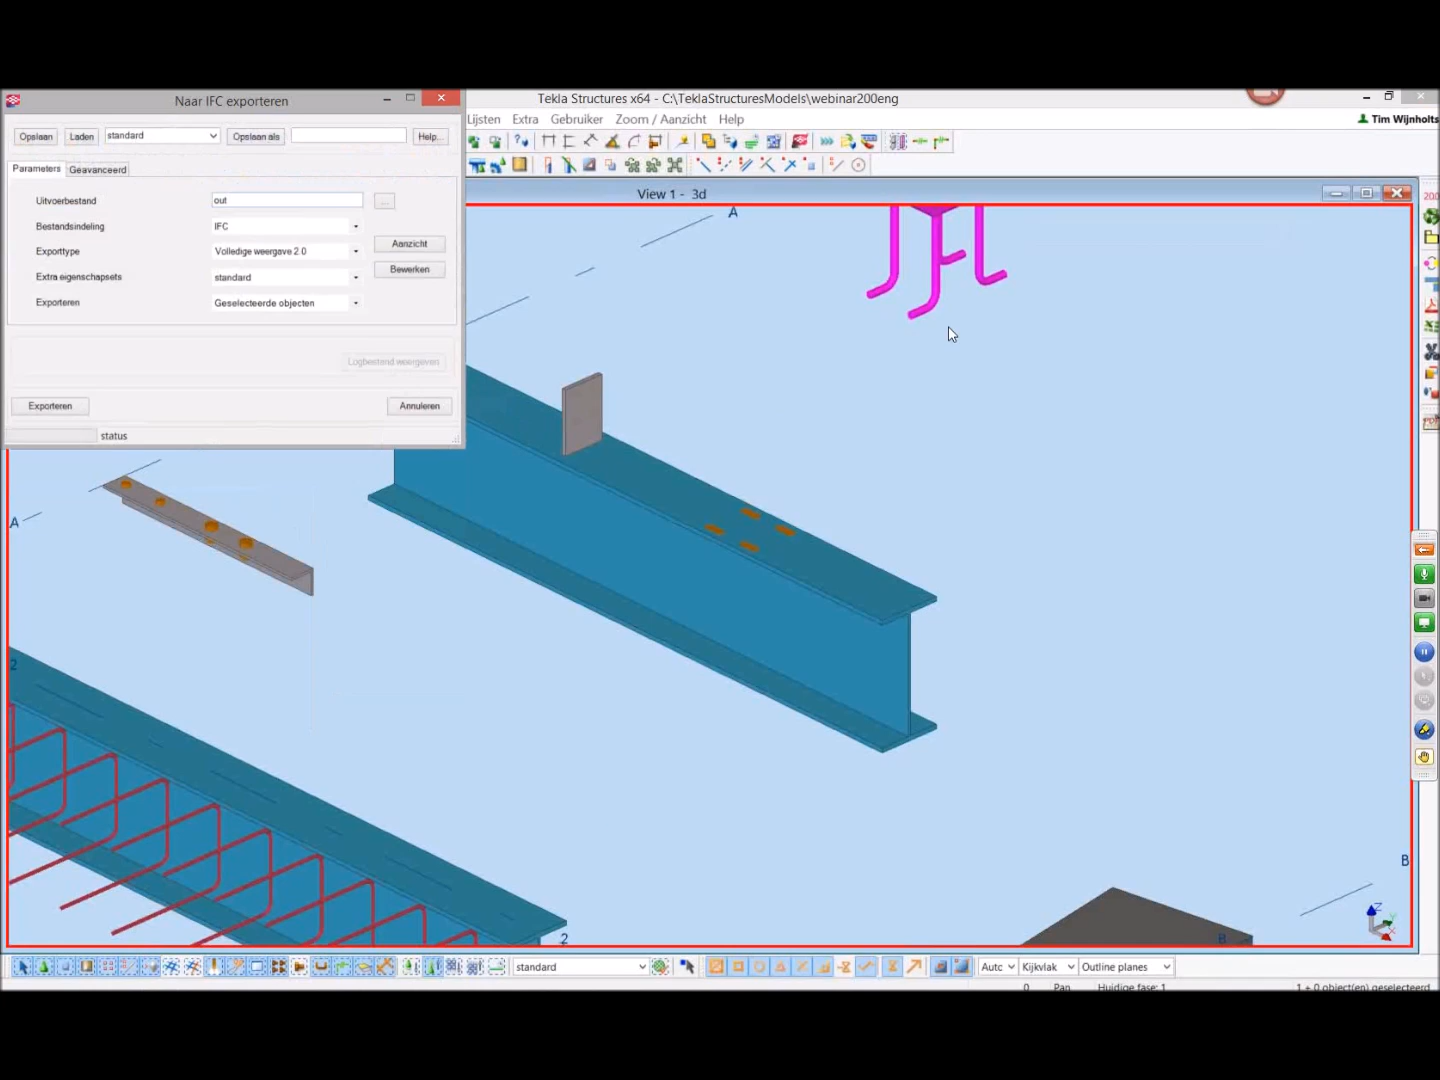 Naar IFC exporteren
Tekla Structures x64 - C:\TeklaStructuresModels\webinar200eng
Lijsten Extra Gebruiker Zoom / Aanzicht Help
Tim Wijnholts
Opslaan Laden standard Opslaan als Help...
Parameters Geavanceerd
Uitvoerbestand out ...
Bestandsindeling IFC
Exporttype Volledige weergave 2.0
Extra eigenschapsets standard
Exporteren Geselecteerde objecten
Aanzicht
Bewerken
Logbestand weergeven
Exporteren Annuleren
status
View 1 - 3d
A
A
2
B
2
B
Z
standard
Autc Kijkvlak Outline planes
0 Pan Huidige fase: 1 1 + 0 object(en) geselecteerd